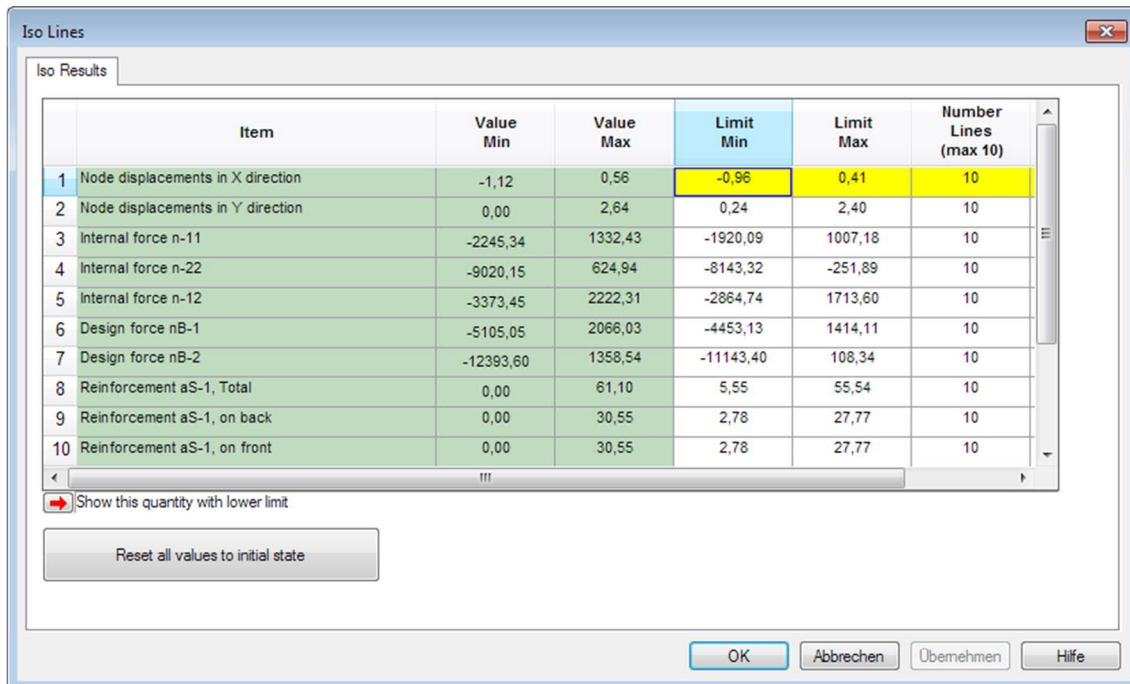 Iso Lines
Iso Results
Item Value Min Value Max Limit Min Limit Max Number Lines (max 10)
1 Node displacements in X direction -1,12 0,56 -0,96 0,41 10
2 Node displacements in Y direction 0,00 2,64 0,24 2,40 10
3 Internal force n-11 -2245,34 1332,43 -1920,09 1007,18 10
4 Internal force n-22 -9020,15 624,94 -8143,32 -251,89 10
5 Internal force n-12 -3373,45 2222,31 -2864,74 1713,60 10
6 Design force nB-1 -5105,05 2066,03 -4453,13 1414,11 10
7 Design force nB-2 -12393,60 1358,54 -11143,40 108,34 10
8 Reinforcement aS-1, Total 0,00 61,10 5,55 55,54 10
9 Reinforcement aS-1, on back 0,00 30,55 2,78 27,77 10
10 Reinforcement aS-1, on front 0,00 30,55 2,78 27,77 10
Show this quantity with lower limit
Reset all values to initial state
OK Abbrechen Übernehmen Hilfe